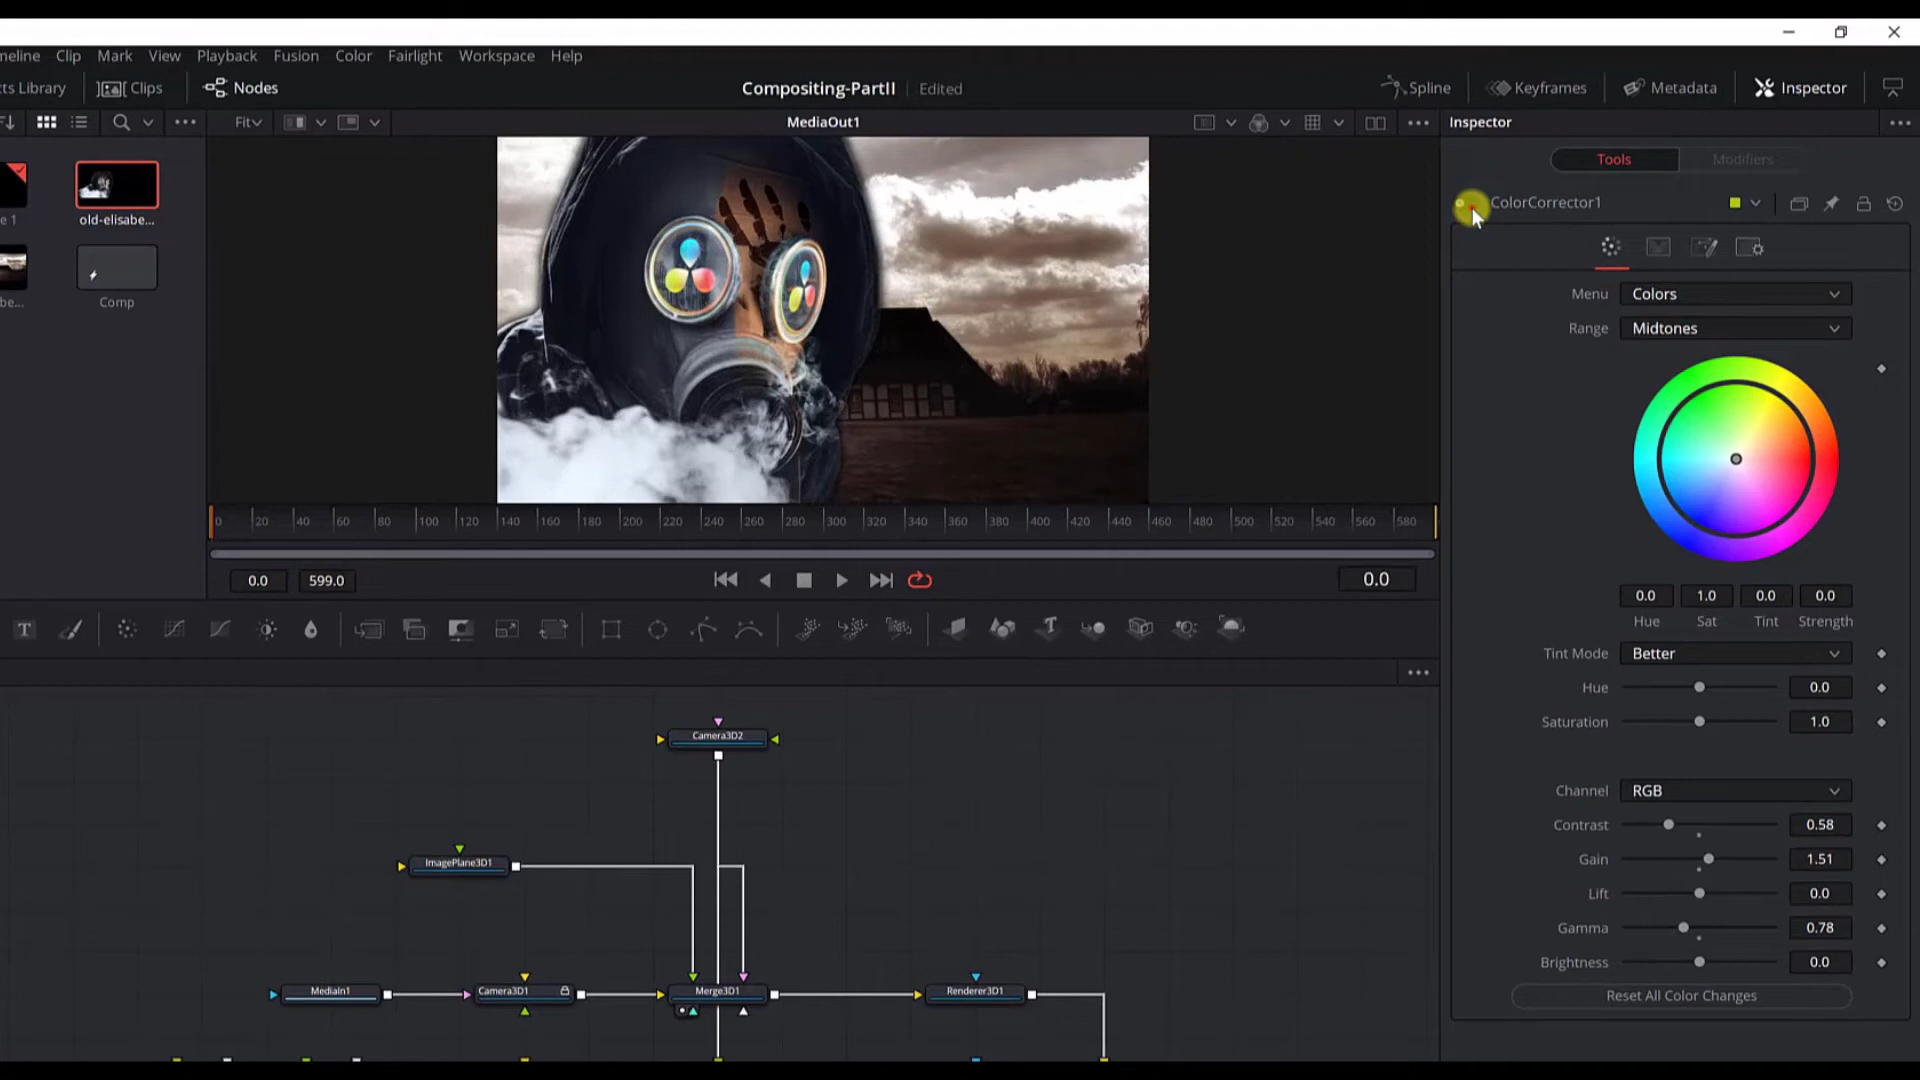 meline Clip Mark View Playback Fusion Color Fairlight Workspace Help
ts Library Clips Nodes Compositing-PartII Edited Spline Keyframes Metadata Inspector
Fit MediaOut1 Inspector
Tools Modifiers
ColorCorrector1
e 1 old-elisabe...
be... Comp
Menu Colors
Range Midtones
0 20 40 60 80 100 120 140 160 180 200 220 240 260 280 300 320 340 360 380 400 420 440 460 480 500 520 540 560 580
0.0 599.0 0.0
0.0 1.0 0.0 0.0
Hue Sat Tint Strength
Tint Mode Better
Hue 0.0
Saturation 1.0
Channel RGB
Contrast 0.58
Gain 1.51
Lift 0.0
Gamma 0.78
Brightness 0.0
Reset All Color Changes
Camera3D2
ImagePlane3D1
MediaIn1 Camera3D1 Merge3D1 Renderer3D1